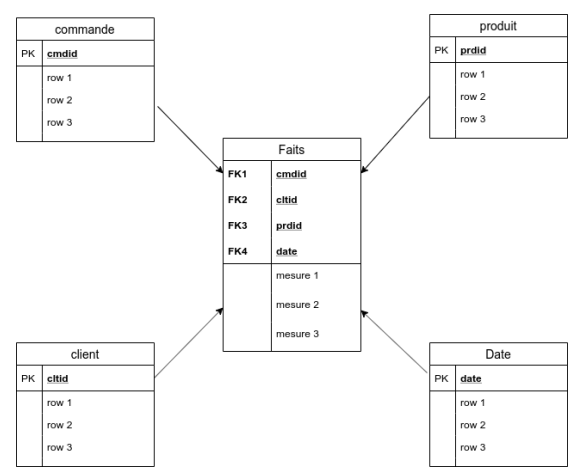 commande
PK cmdid
row 1
row 2
row 3
produit
PK prdid
row 1
row 2
row 3
Faits
FK1 cmdid
FK2 cltid
FK3 prdid
FK4 date
mesure 1
mesure 2
mesure 3
client
PK cltid
row 1
row 2
row 3
Date
PK date
row 1
row 2
row 3